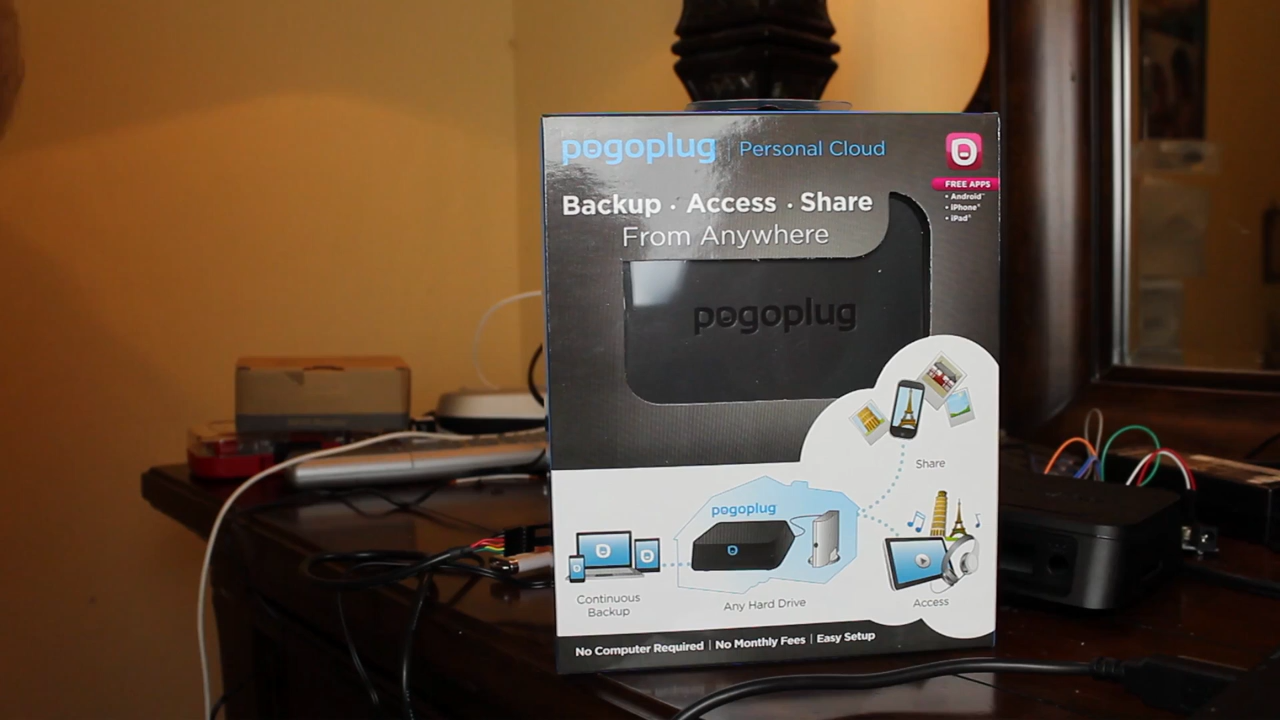 pogoplug | Personal Cloud
FREE APPS
• Android™
• iPhone®
• iPad®
Backup · Access · Share
From Anywhere
pogoplug
Share
pogoplug
Continuous
Backup
Any Hard Drive
Access
No Computer Required | No Monthly Fees | Easy Setup